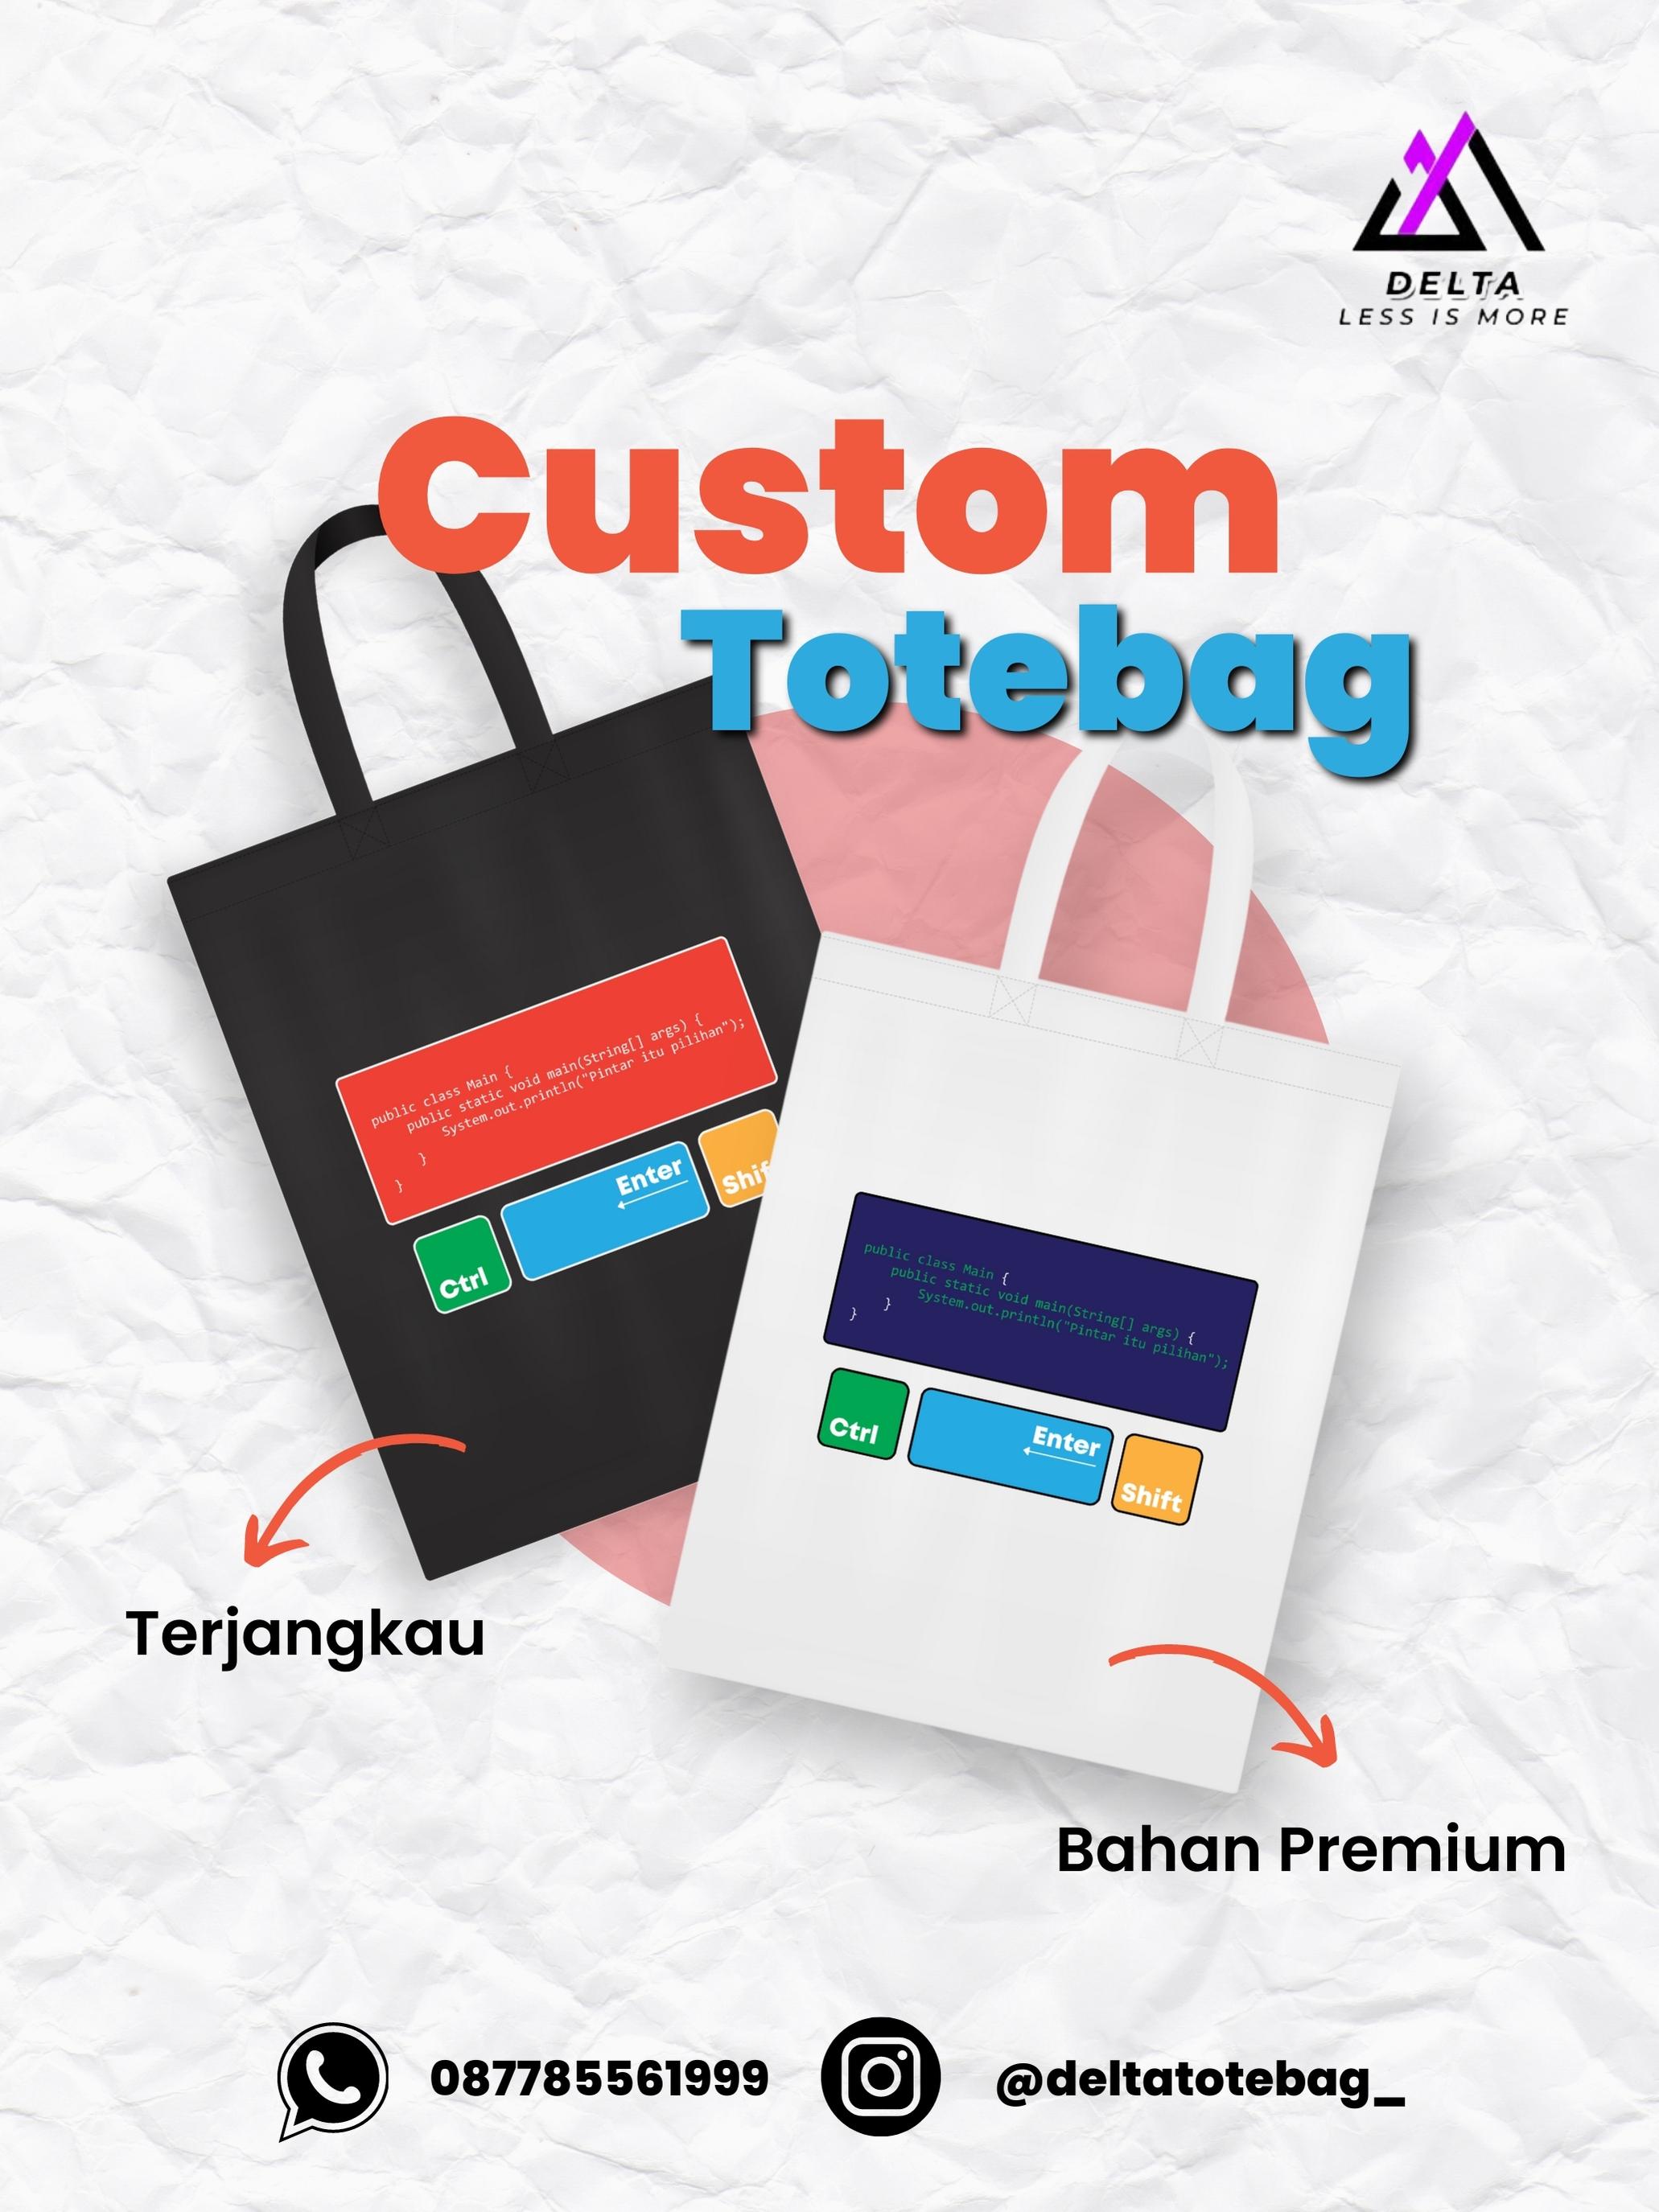 DELTA
LESS IS MORE
Custom
Totebag
public class Main {
public static void main(String[] args) {
System.out.println("Pintar itu pilihan");
}
}
Ctrl
Enter
Shif
public class Main {
public static void main(String[] args) {
System.out.println("Pintar itu pilihan");
}
}
Ctrl
Enter
Shift
Terjangkau
Bahan Premium
087785561999
@deltatotebag_